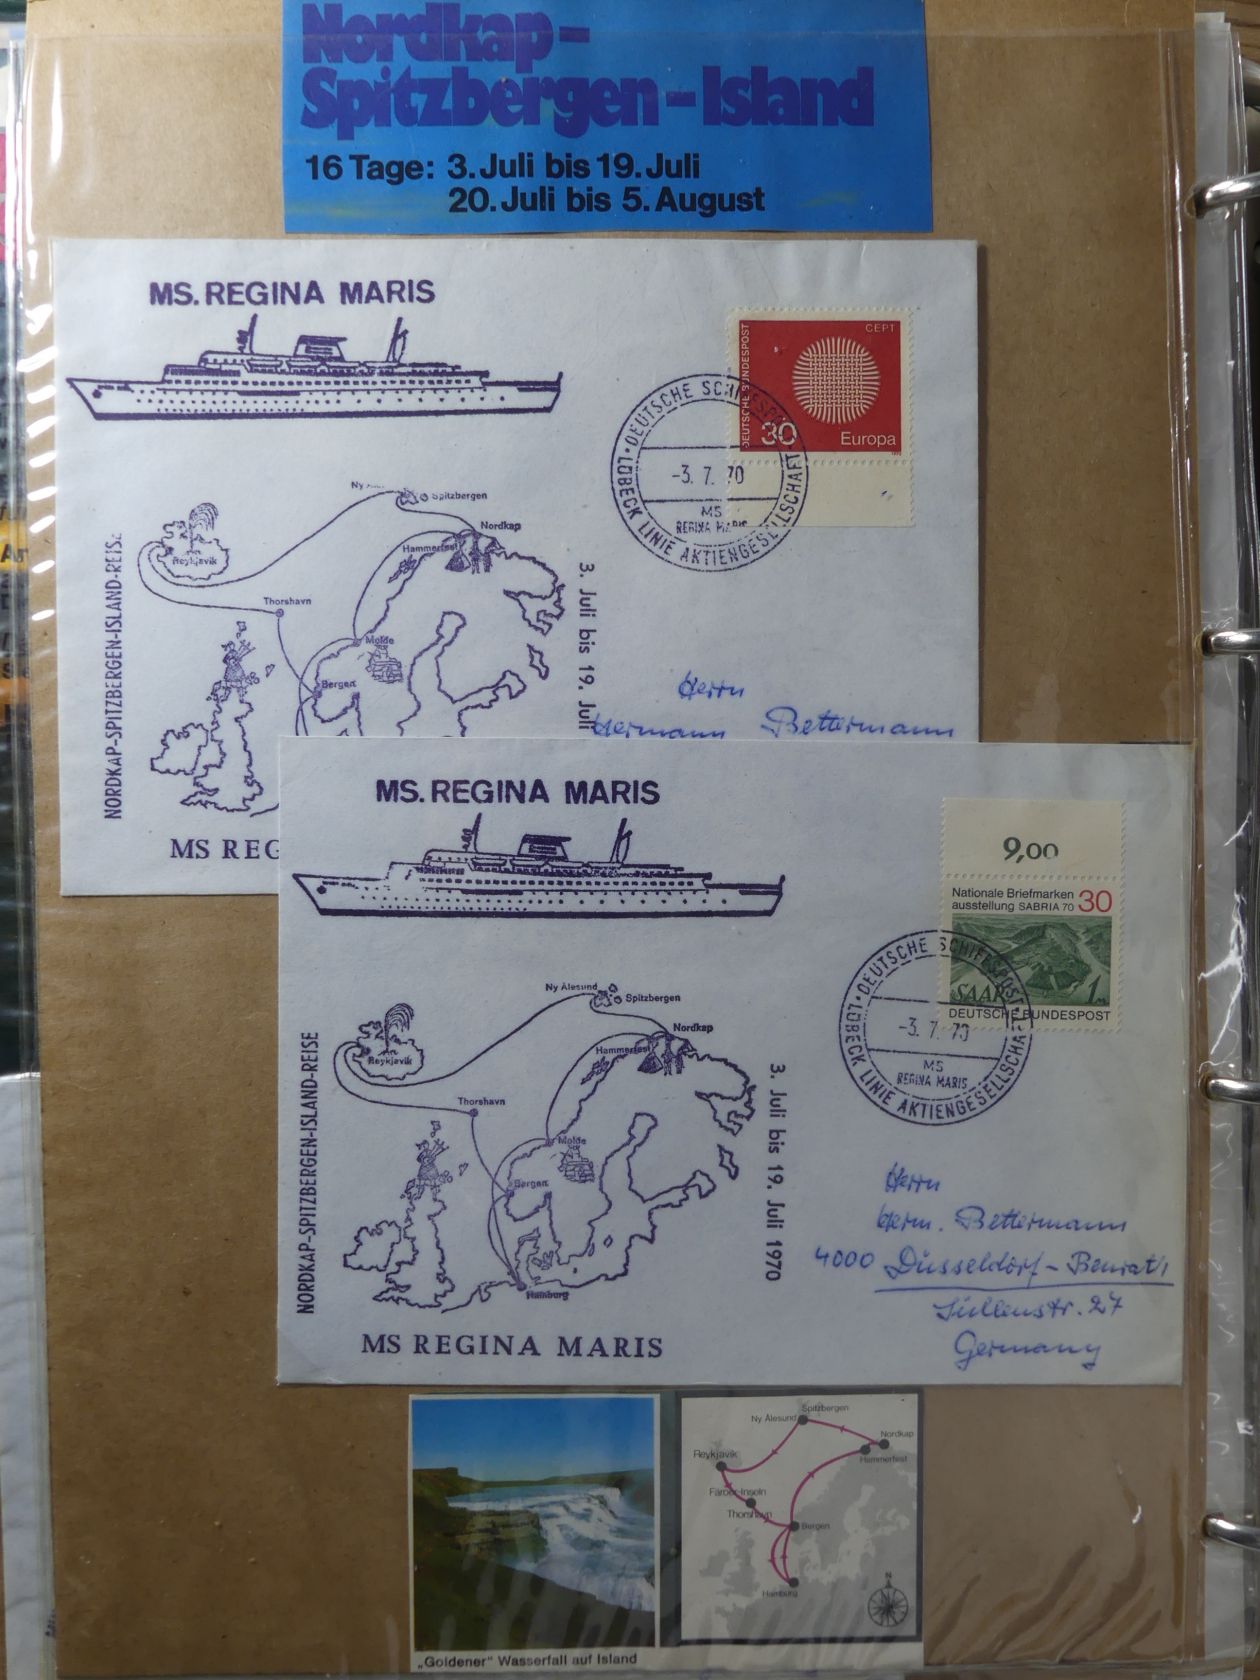 Nordkap-
Spitzbergen-Island
16 Tage: 3. Juli bis 19. Juli
20. Juli bis 5. August
MS. REGINA MARIS
CEPT
DEUTSCHE BUNDESPOST
30
Europa
DEUTSCHE SCHIFFSPOST
LÜBECK LINIE AKTIENGESELLSCHAFT
-3. 7. 70
MS
REGINA MARIS
Spitzbergen
Nordkap
Hammerfest
Reykjavik
Thorshavn
Molde
Bergen
NORDKAP-SPITZBERGEN-ISLAND-REISE
3. Juli bis 19. Juli
Herrn
Hermann Bettermann
MS REG
MS. REGINA MARIS
9,00
Nationale Briefmarken
ausstellung SABRIA 70 30
SAAR 1
DEUTSCHE BUNDESPOST
DEUTSCHE SCHIFFSPOST
LÜBECK LINIE AKTIENGESELLSCHAFT
-3. 7. 70
MS
REGINA MARIS
Ny Ålesund
Spitzbergen
Nordkap
Hammerfest
Reykjavik
Thorshavn
Molde
Bergen
Hamburg
NORDKAP-SPITZBERGEN-ISLAND-REISE
3. Juli bis 19. Juli 1970
Herrn
Herm. Bettermann
4000 Düsseldorf-Benrath
Süllenstr. 27
Germany
MS REGINA MARIS
Spitzbergen
Ny Ålesund
Nordkap
Hammerfest
Reykjavik
Färöer-Inseln
Thorshavn
Bergen
Hamburg
N
„Goldener" Wasserfall auf Island